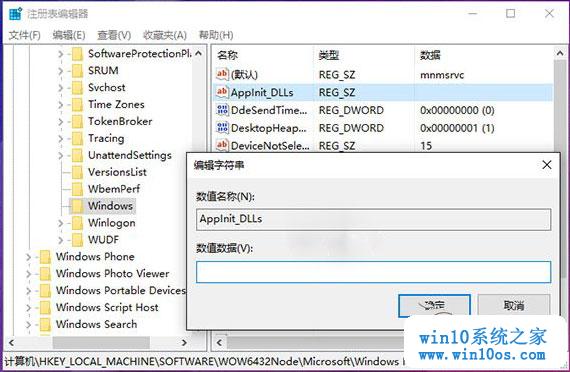 注册表编辑器
文件(F) 编辑(E) 查看(V) 收藏夹(A) 帮助(H)
SoftwareProtectionPla
SRUM
Svchost
Time Zones
TokenBroker
Tracing
UnattendSettings
VersionsList
WbemPerf
Windows
Winlogon
WUDF
Windows Phone
Windows Photo Viewer
Windows Portable Devices
Windows Script Host
Windows Search
名称 类型 数据
(默认) REG_SZ mnmsrvc
AppInit_DLLs REG_SZ
DdeSendTime... REG_DWORD 0x00000000 (0)
DesktopHeap... REG_DWORD 0x00000001 (1)
DeviceNotSele... REG_SZ 15
编辑字符串
数值名称(N):
AppInit_DLLs
数值数据(V):
确定 取消
计算机\HKEY_LOCAL_MACHINE\SOFTWARE\WOW6432Node\Microsoft\Windows
win10系统之家
www.win10os.com